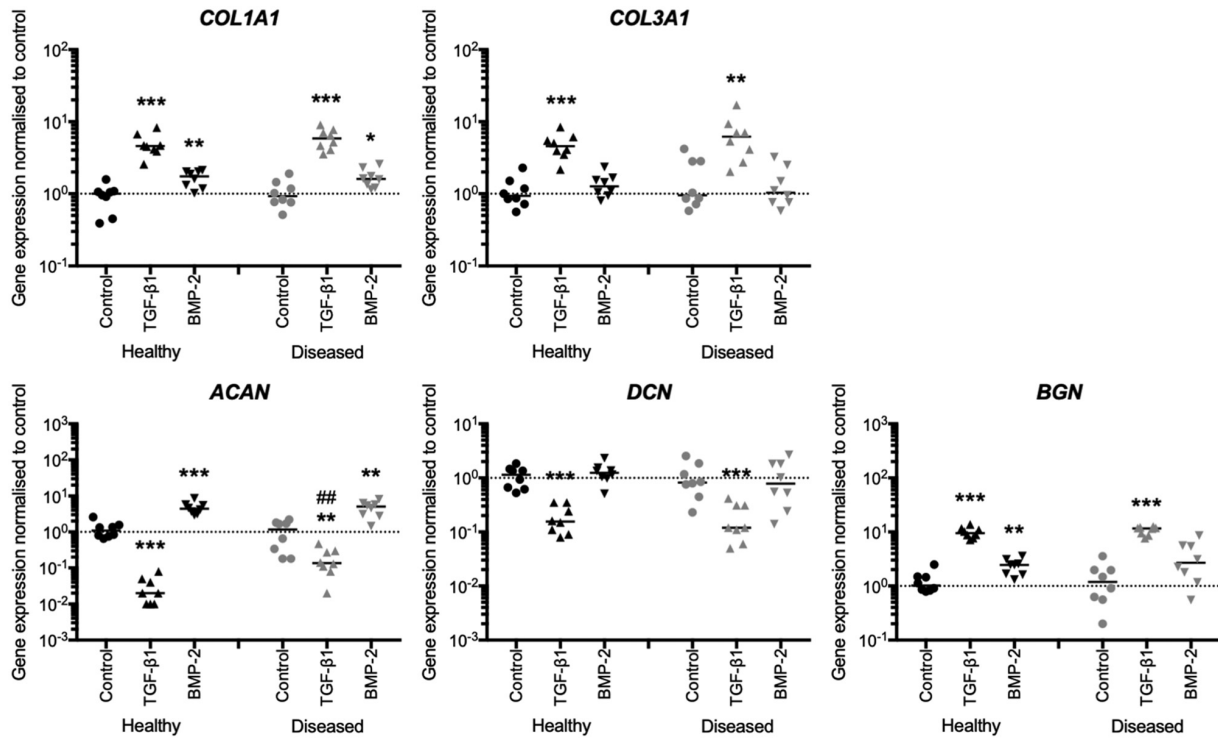 COL1A1
Gene expression normalised to control
10²
10¹
10⁰
10⁻¹
***
**
***
*
Control
TGF-β1
BMP-2
Control
TGF-β1
BMP-2
Healthy
Diseased
COL3A1
Gene expression normalised to control
10²
10¹
10⁰
10⁻¹
***
**
Control
TGF-β1
BMP-2
Control
TGF-β1
BMP-2
Healthy
Diseased
ACAN
Gene expression normalised to control
10³
10²
10¹
10⁰
10⁻¹
10⁻²
10⁻³
***
***
##
**
**
Control
TGF-β1
BMP-2
Control
TGF-β1
BMP-2
Healthy
Diseased
DCN
Gene expression normalised to control
10¹
10⁰
10⁻¹
10⁻²
10⁻³
***
***
Control
TGF-β1
BMP-2
Control
TGF-β1
BMP-2
Healthy
Diseased
BGN
Gene expression normalised to control
10³
10²
10¹
10⁰
10⁻¹
***
**
***
Control
TGF-β1
BMP-2
Control
TGF-β1
BMP-2
Healthy
Diseased